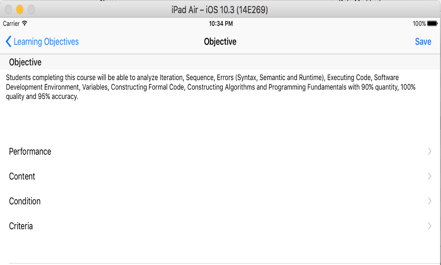 iPad Air – iOS 10.3 (14E269)
Carrier 10:34 PM 100%
Learning Objectives Objective Save
Objective
Students completing this course will be able to analyze Iteration, Sequence, Errors (Syntax, Semantic and Runtime), Executing Code, Software
Development Environment, Variables, Constructing Formal Code, Constructing Algorithms and Programming Fundamentals with 90% quantity, 100%
quality and 95% accuracy.
Performance
Content
Condition
Criteria